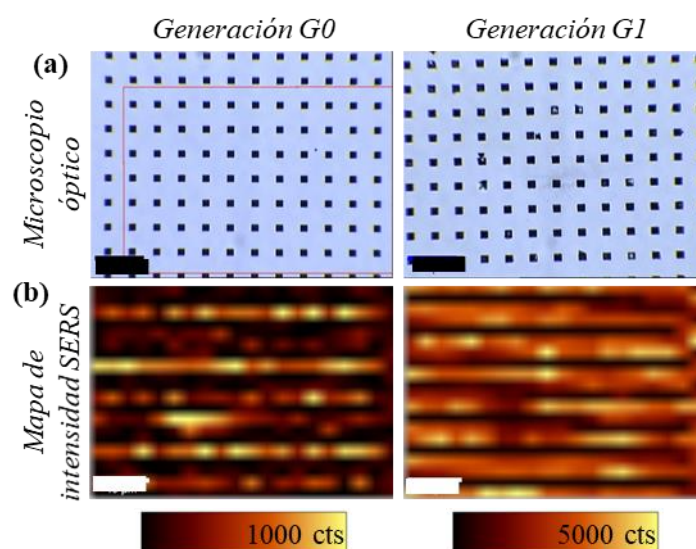 Generación G0
Generación G1
(a)
Microscopio
óptico
(b)
Mapa de
intensidad SERS
1000 cts
5000 cts